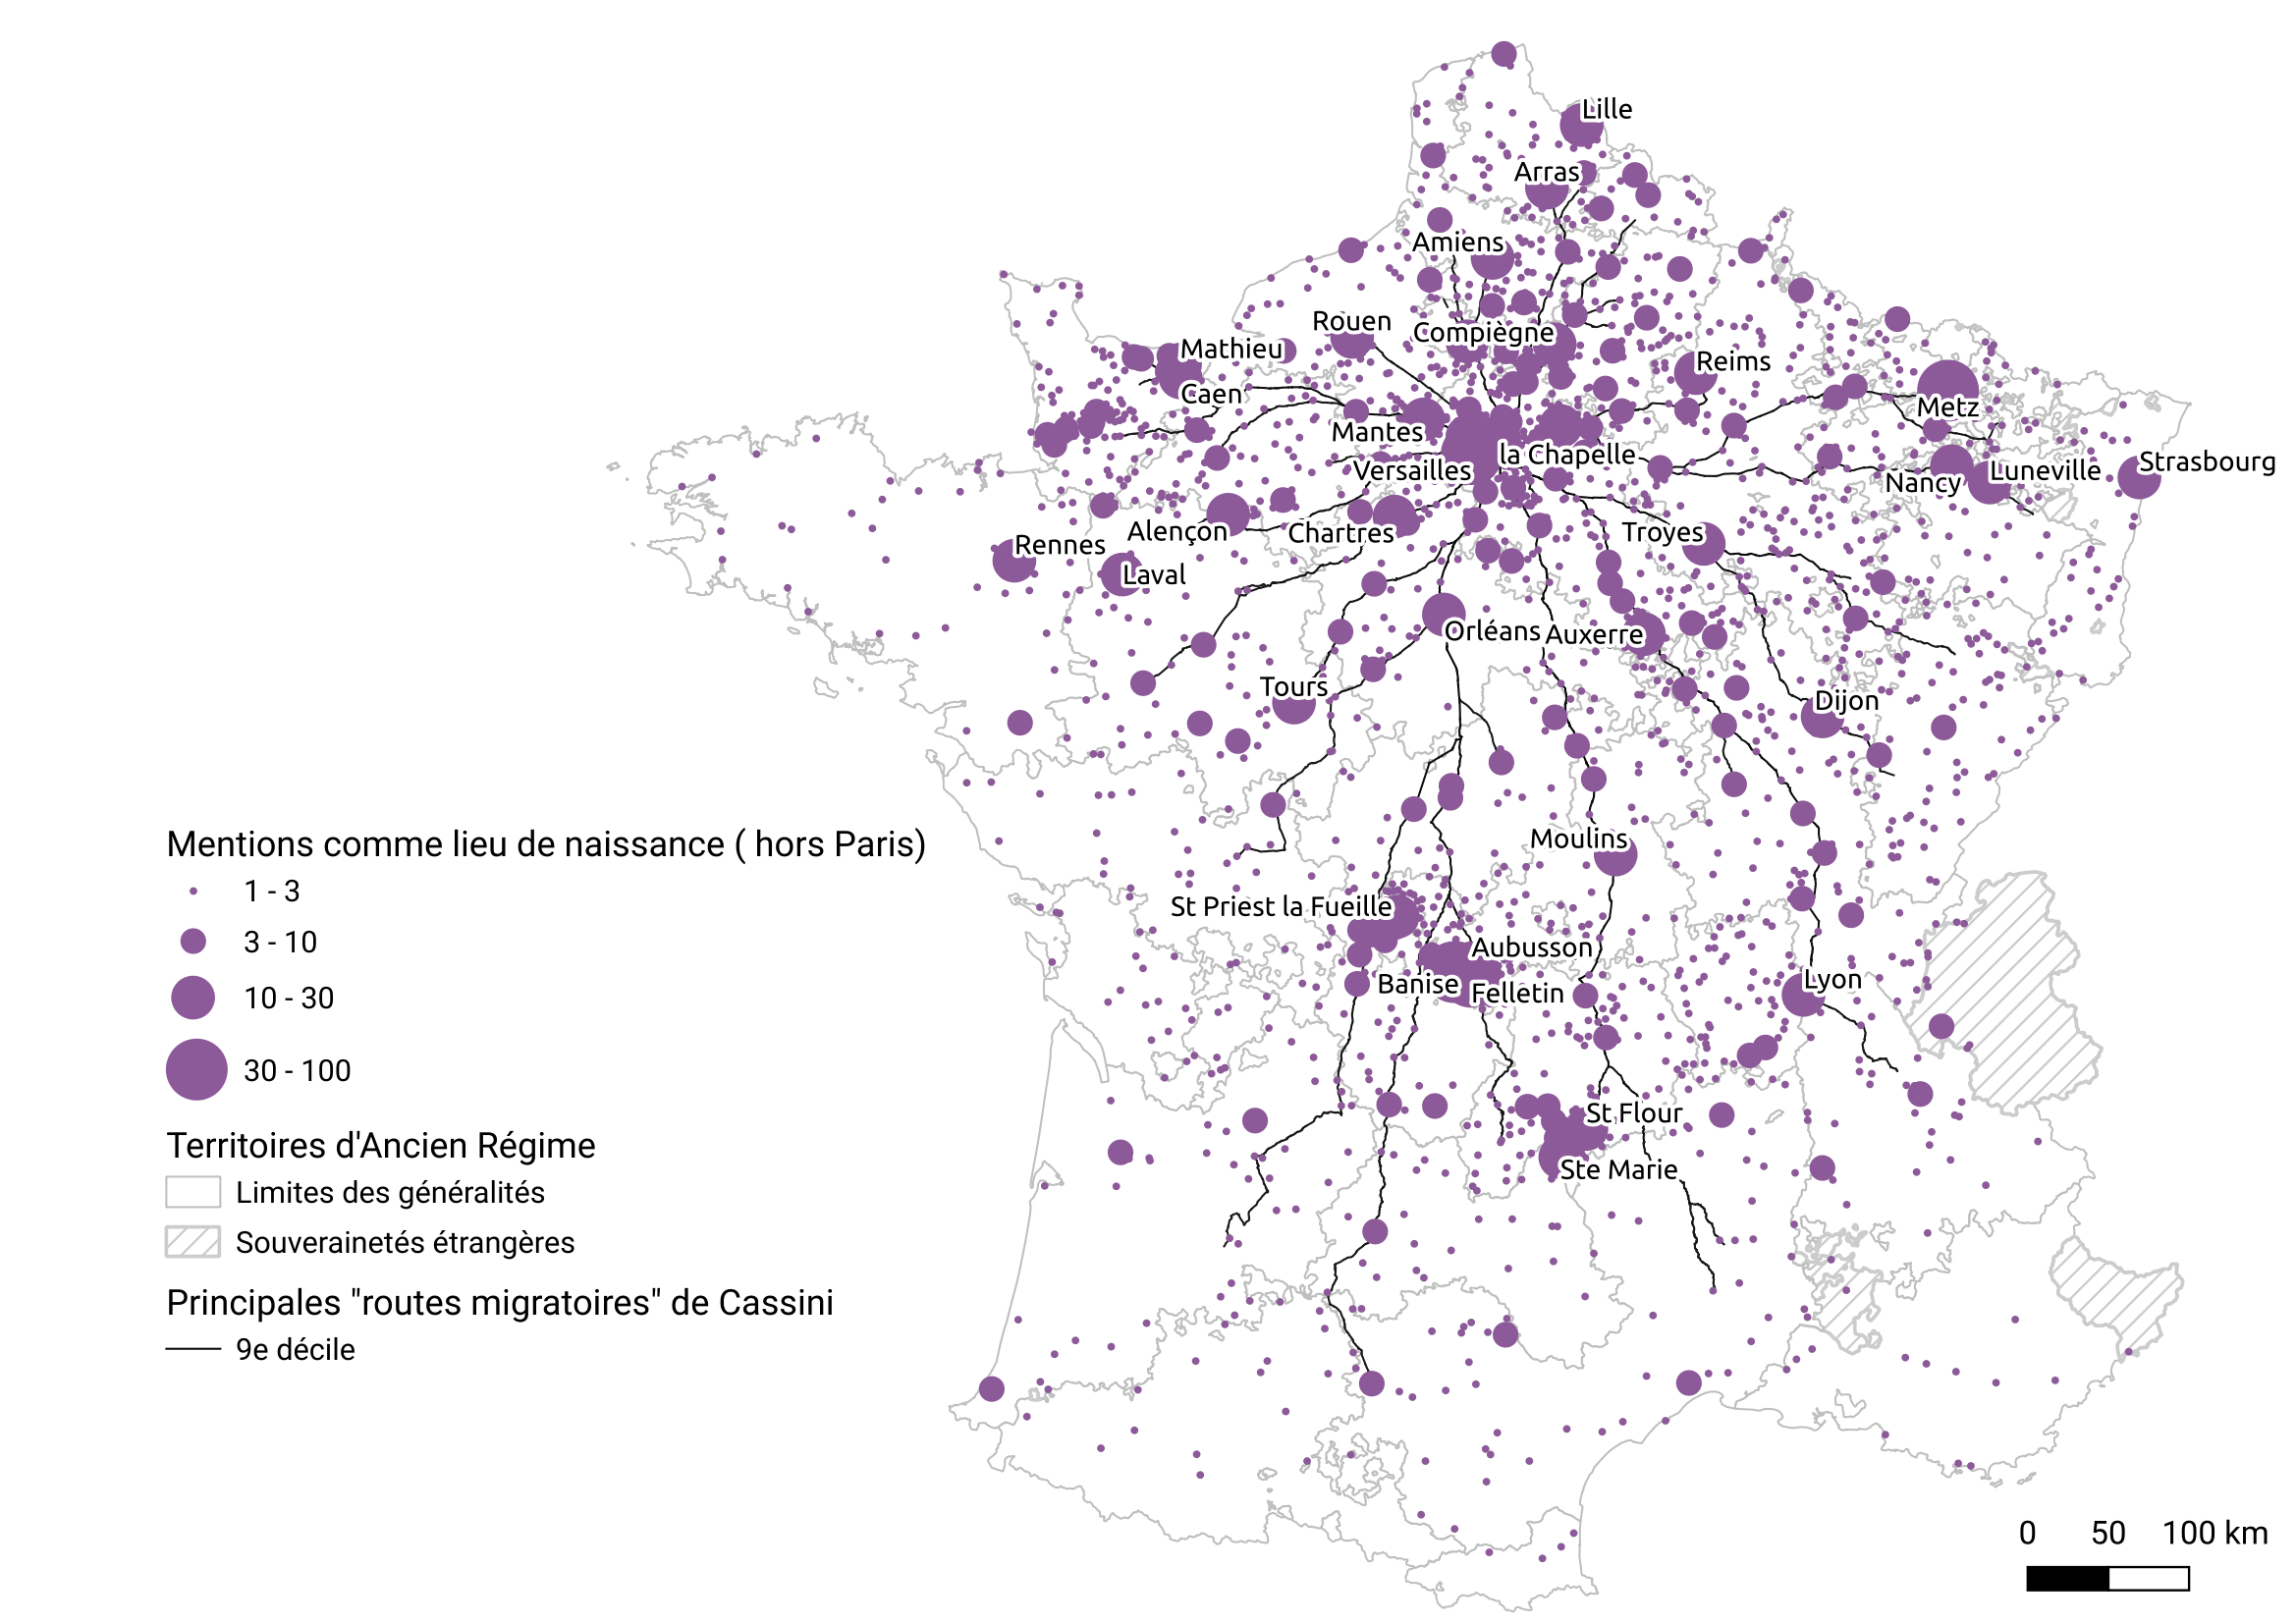 Lille
Arras
Amiens
Rouen
Compiègne
Mathieu
Reims
Caen
Metz
Mantes
la Chapelle
Versailles
Strasbourg
Luneville
Nancy
Alençon
Chartres
Troyes
Rennes
Laval
Orléans
Auxerre
Tours
Dijon
Moulins
St Priest la Fueille
Aubusson
Banise
Felletin
Lyon
St Flour
Ste Marie
Mentions comme lieu de naissance ( hors Paris)
1 - 3
3 - 10
10 - 30
30 - 100
Territoires d'Ancien Régime
Limites des généralités
Souverainetés étrangères
Principales "routes migratoires" de Cassini
9e décile
0 50 100 km